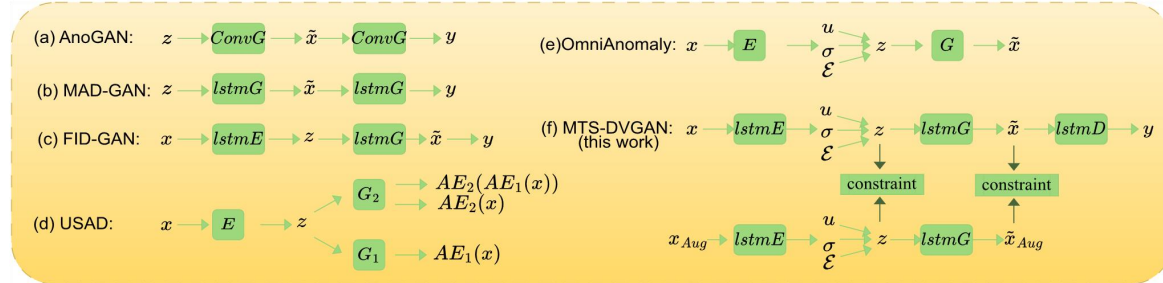 (a) AnoGAN: z ConvG x̃ ConvG y
(b) MAD-GAN: z lstmG x̃ lstmG y
(c) FID-GAN: x lstmE z lstmG x̃ y
(d) USAD: x E z
G₂ AE₂(AE₁(x))
AE₂(x)
G₁ AE₁(x)
(e)OmniAnomaly: x E u σ ℰ z G x̃
(f) MTS-DVGAN: x lstmE u σ ℰ z lstmG x̃ lstmD y
(this work)
constraint constraint
x_Aug lstmE u σ ℰ z lstmG x̃_Aug